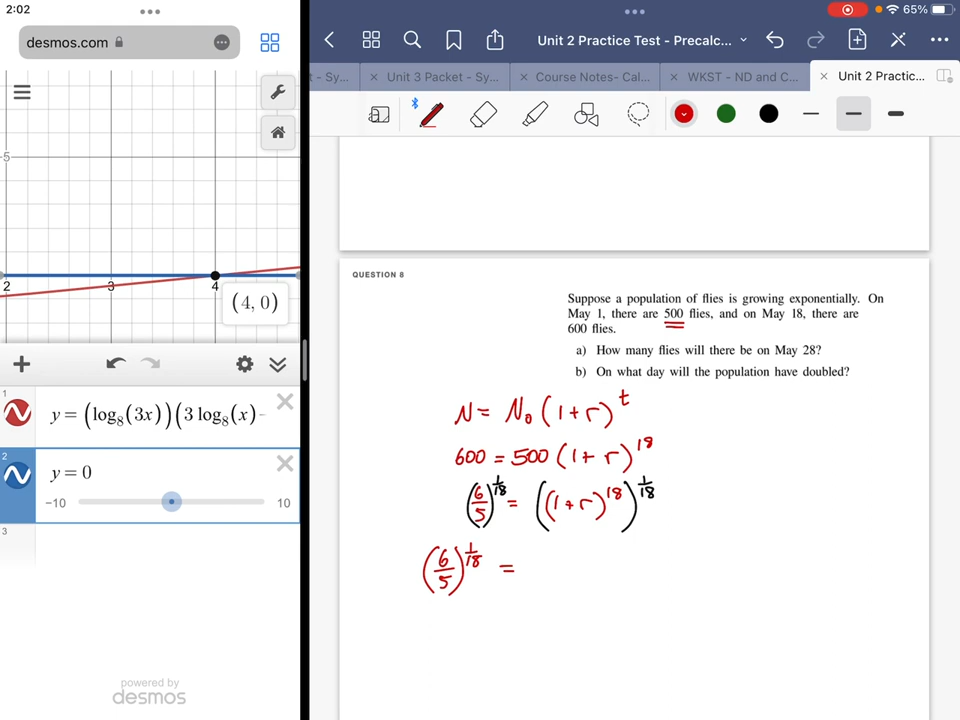 2:02
65%
desmos.com
Unit 2 Practice Test - Precalc...
t - Sy...
Unit 3 Packet - Sy...
Course Notes- Cal...
WKST - ND and C...
Unit 2 Practic...
5
2
3
4
(4, 0)
1
y = (log₈(3x))(3 log₈(x) -
2
y = 0
-10
10
3
powered by
desmos
QUESTION 8
Suppose a population of flies is growing exponentially. On
May 1, there are 500 flies, and on May 18, there are
600 flies.
a) How many flies will there be on May 28?
b) On what day will the population have doubled?
N = N₀ (1+r)^t
600 = 500 (1+r)^18
(6/5)^1/18 = ((1+r)^18)^1/18
(6/5)^1/18 =